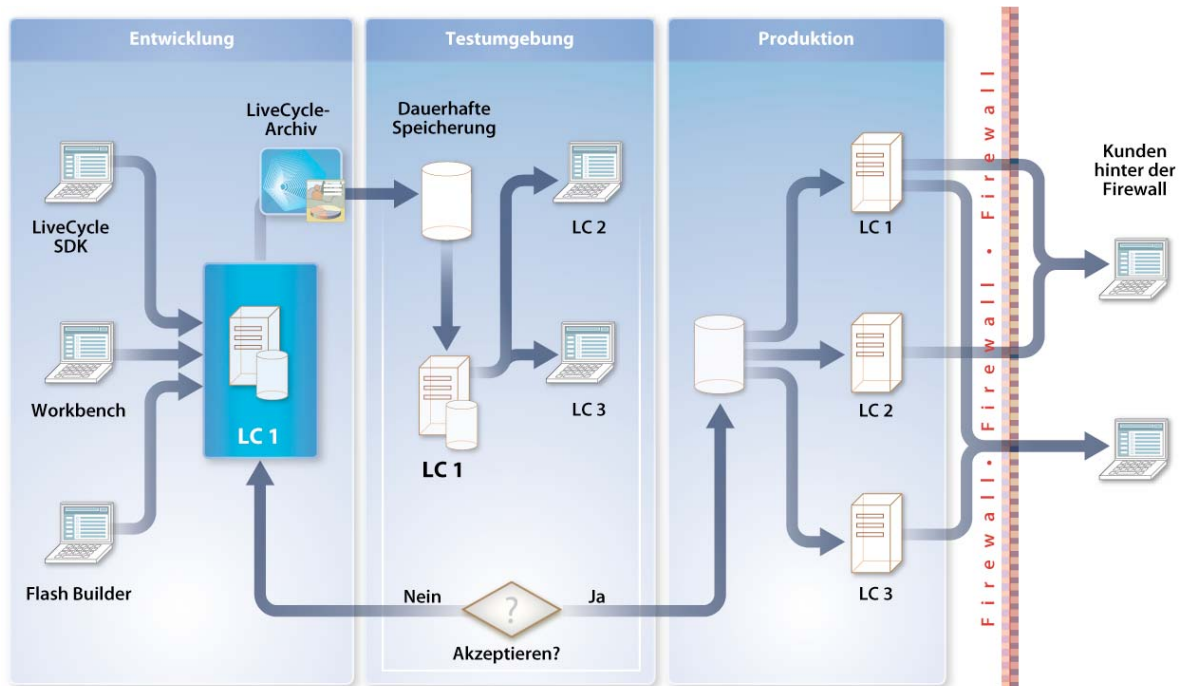 Entwicklung
LiveCycle-
Archiv
LiveCycle
SDK
Workbench
Flash Builder
LC 1
Testumgebung
Dauerhafte
Speicherung
LC 2
LC 3
LC 1
Nein
?
Ja
Akzeptieren?
Produktion
LC 1
LC 2
LC 3
Firewall. Firewall • Firewall
Kunden
hinter der
Firewall